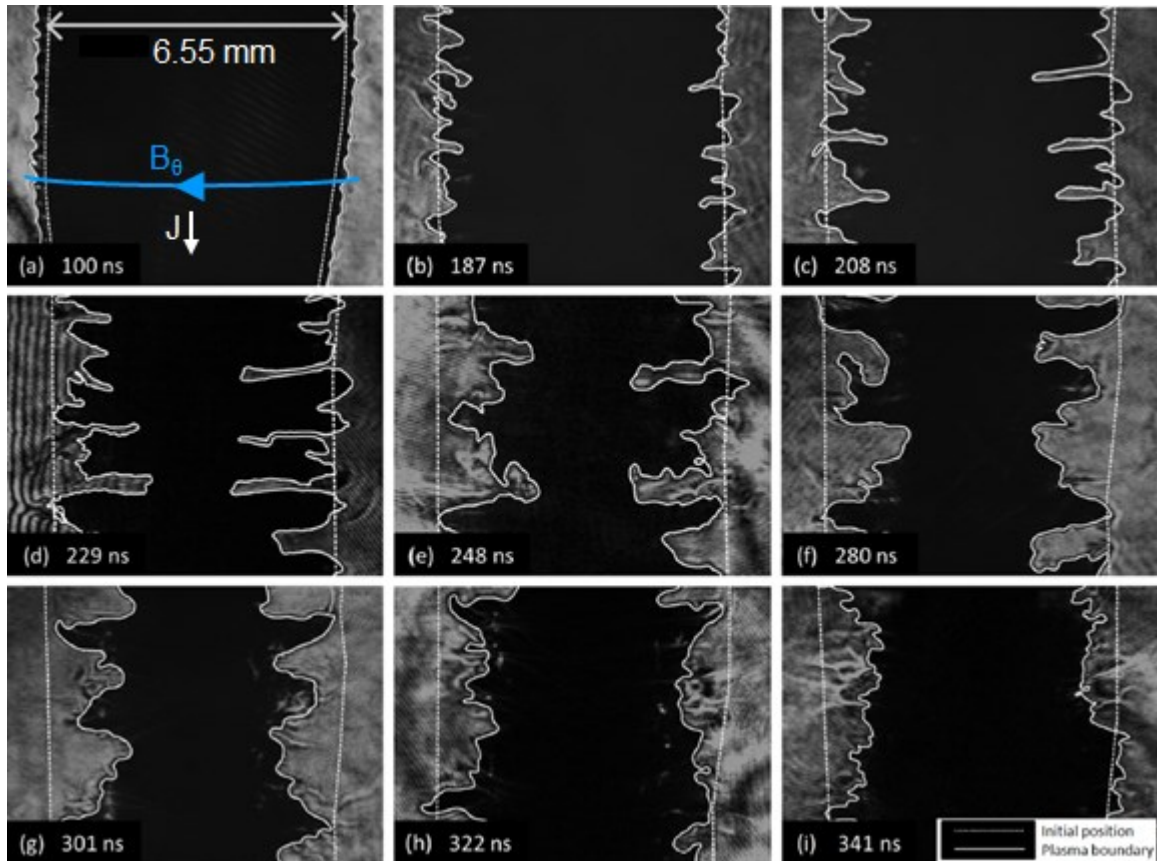 6.55 mm
Bθ
J
(a) 100 ns
(b) 187 ns
(c) 208 ns
(d) 229 ns
(e) 248 ns
(f) 280 ns
(g) 301 ns
(h) 322 ns
(i) 341 ns
Initial position
Plasma boundary